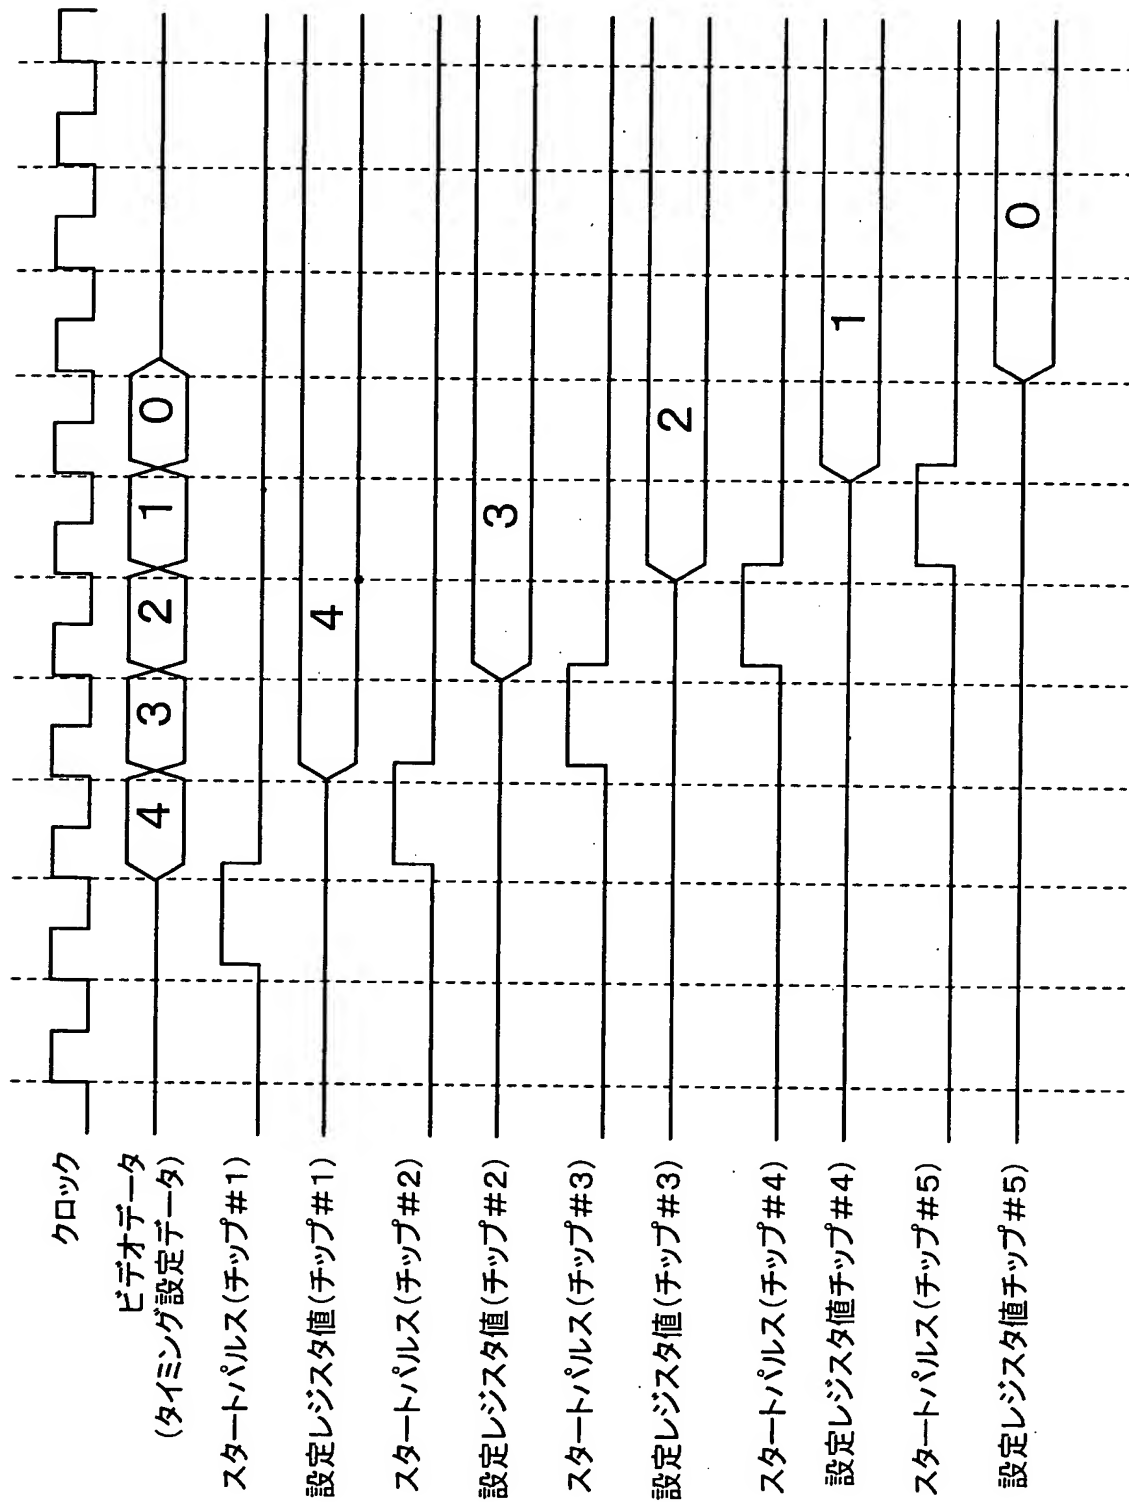 クロック
ビデオデータ
(タイミング設定データ)
4 3 2 1 0
スタートパルス(チップ#1)
設定レジスタ値(チップ#1)
4
スタートパルス(チップ#2)
設定レジスタ値(チップ#2)
3
スタートパルス(チップ#3)
設定レジスタ値(チップ#3)
2
スタートパルス(チップ#4)
設定レジスタ値チップ#4)
1
スタートパルス(チップ#5)
設定レジスタ値チップ#5)
0